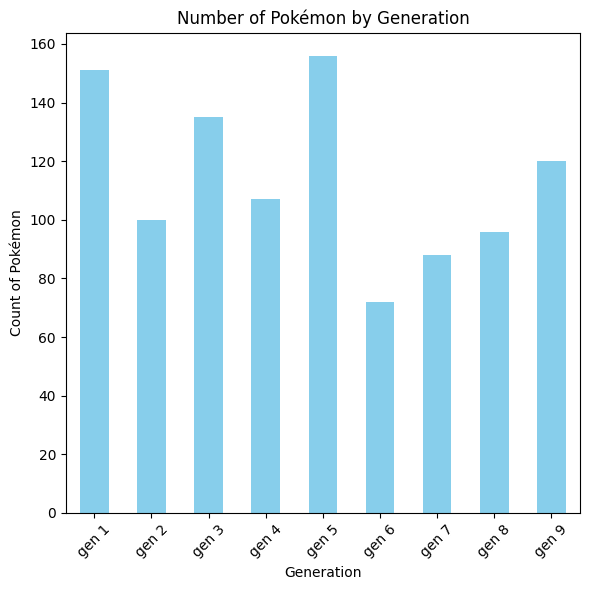 Number of Pokémon by Generation
Count of Pokémon
160
140
120
100
80
60
40
20
0
gen 1
gen 2
gen 3
gen 4
gen 5
gen 6
gen 7
gen 8
gen 9
Generation